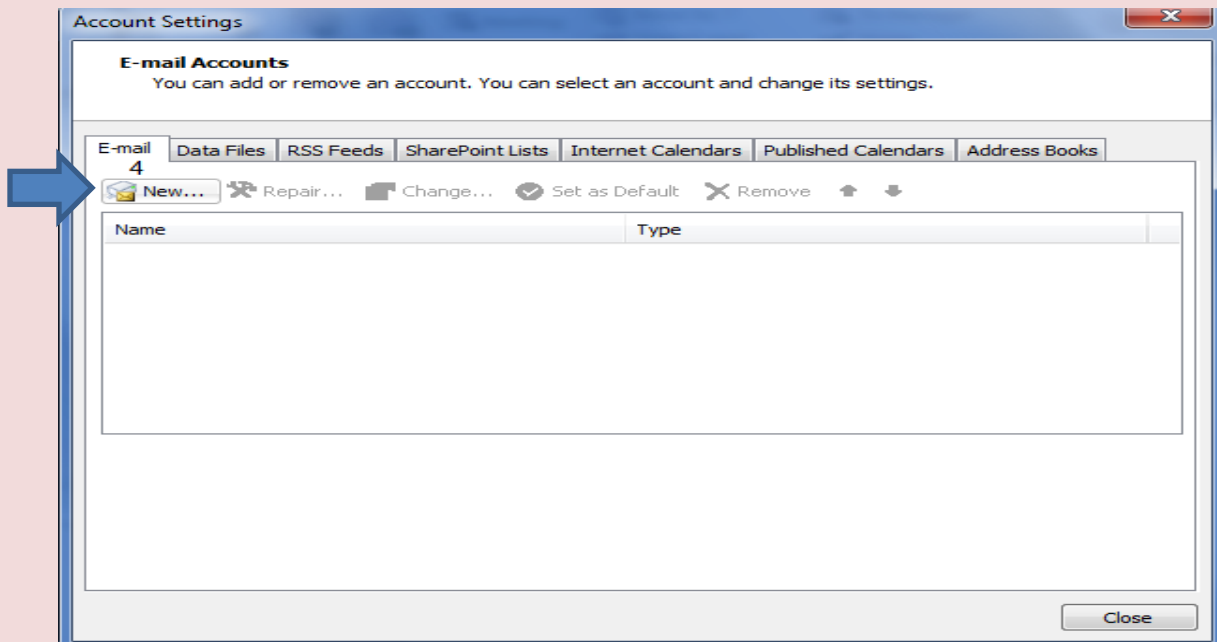 Account Settings
E-mail Accounts
You can add or remove an account. You can select an account and change its settings.
E-mail Data Files RSS Feeds SharePoint Lists Internet Calendars Published Calendars Address Books
4
New... Repair... Change... Set as Default Remove
Name Type
Close